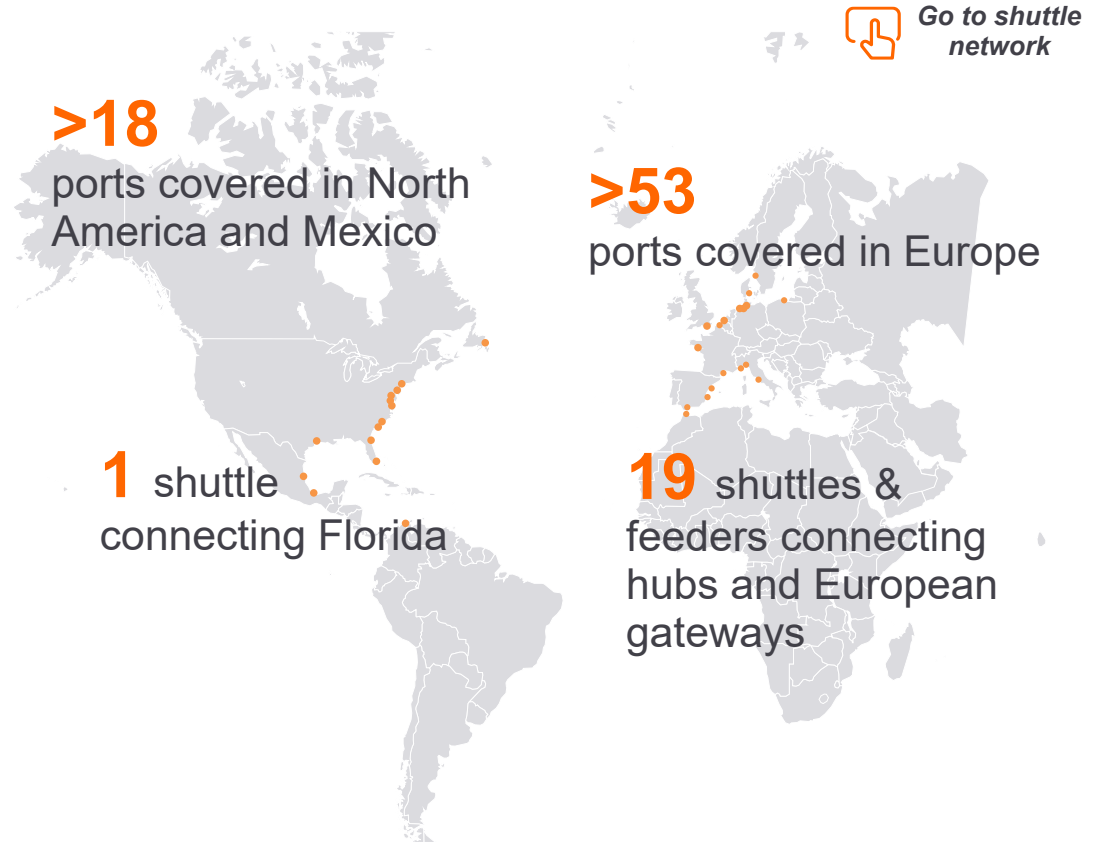 Go to shuttle
network
>18
ports covered in North
America and Mexico
>53
ports covered in Europe
1 shuttle
connecting Florida
19 shuttles &
feeders connecting
hubs and European
gateways